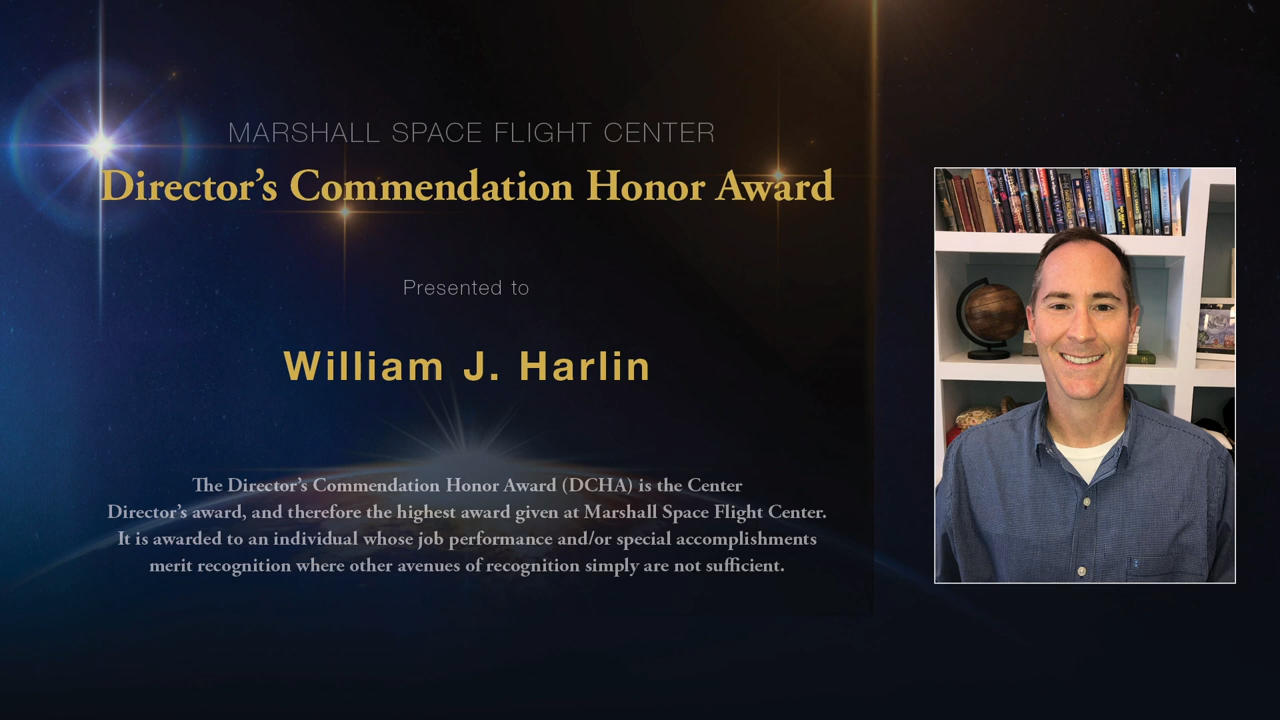 MARSHALL SPACE FLIGHT CENTER
Director's Commendation Honor Award
Presented to
William J. Harlin
The Director's Commendation Honor Award (DCHA) is the Center
Director's award, and therefore the highest award given at Marshall Space Flight Center.
It is awarded to an individual whose job performance and/or special accomplishments
merit recognition where other avenues of recognition simply are not sufficient.